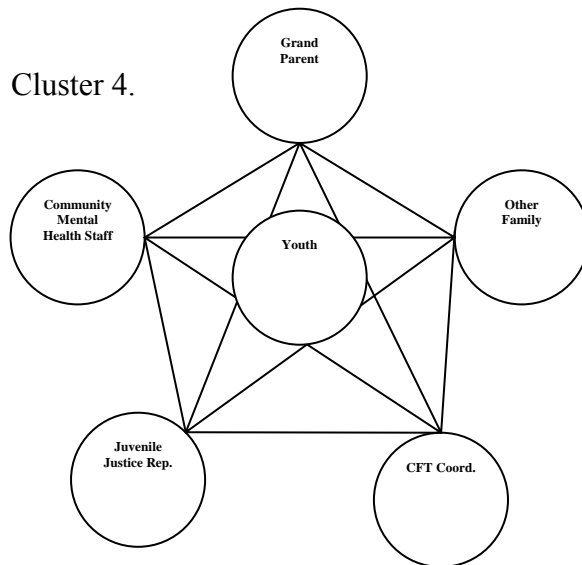 Cluster 4.
Grand
Parent
Community
Mental
Health Staff
Other
Family
Youth
Juvenile
Justice Rep.
CFT Coord.